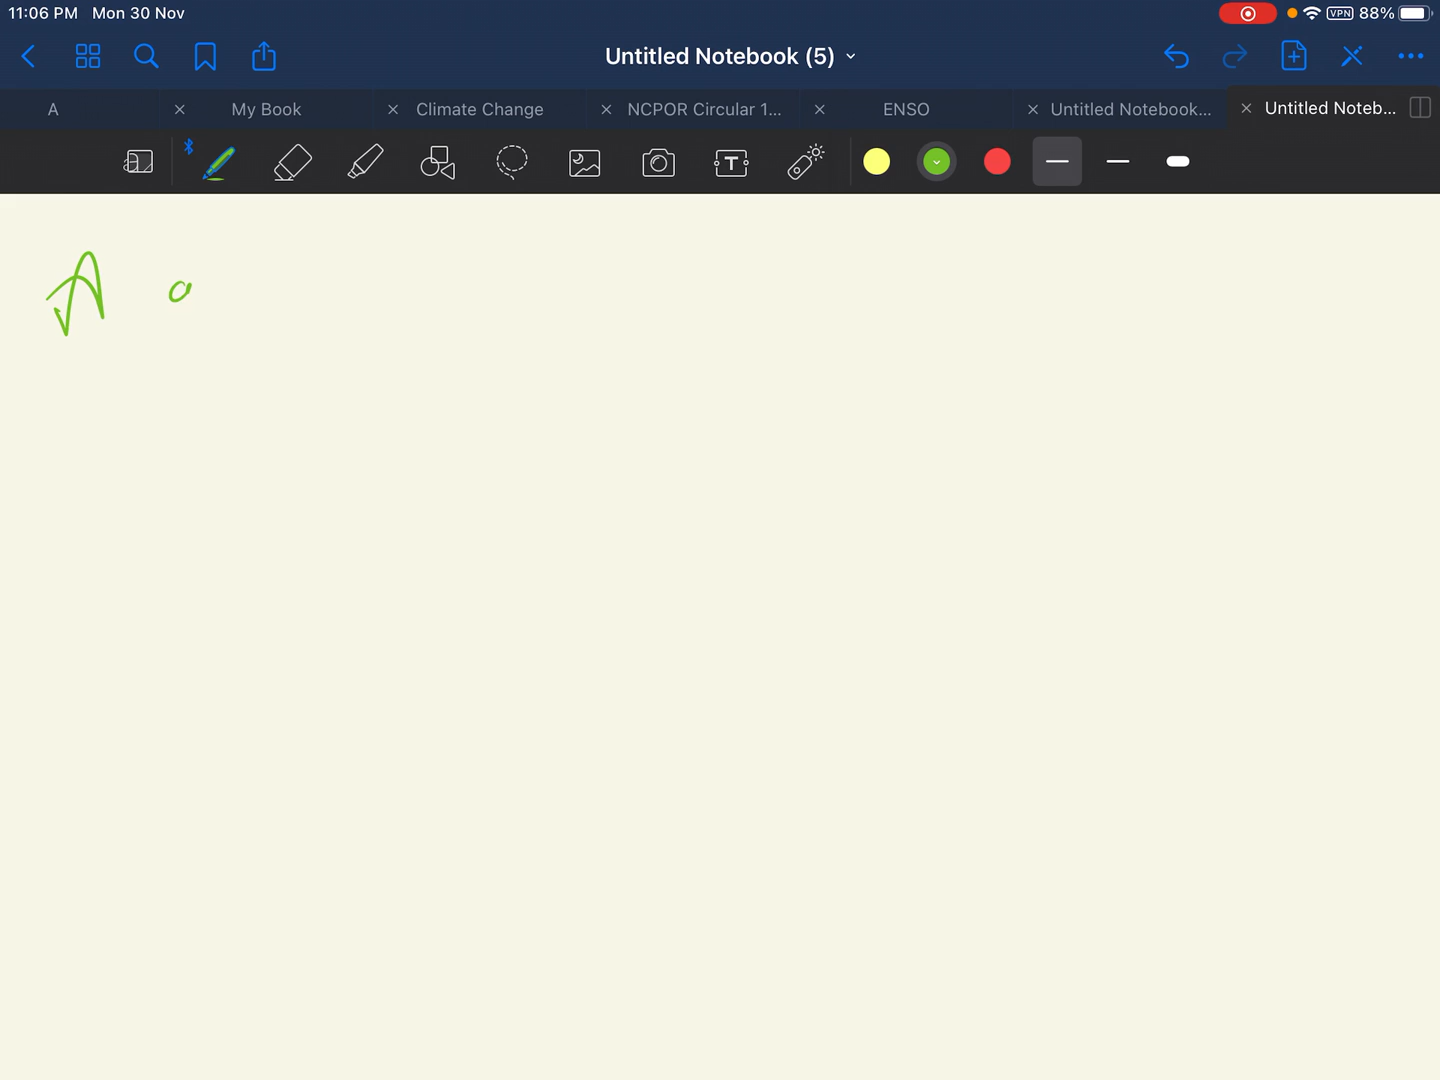 11:06 PM Mon 30 Nov VPN 88%
Untitled Notebook (5)
A My Book Climate Change NCPOR Circular 1... ENSO Untitled Notebook... Untitled Noteb...
a T
A a